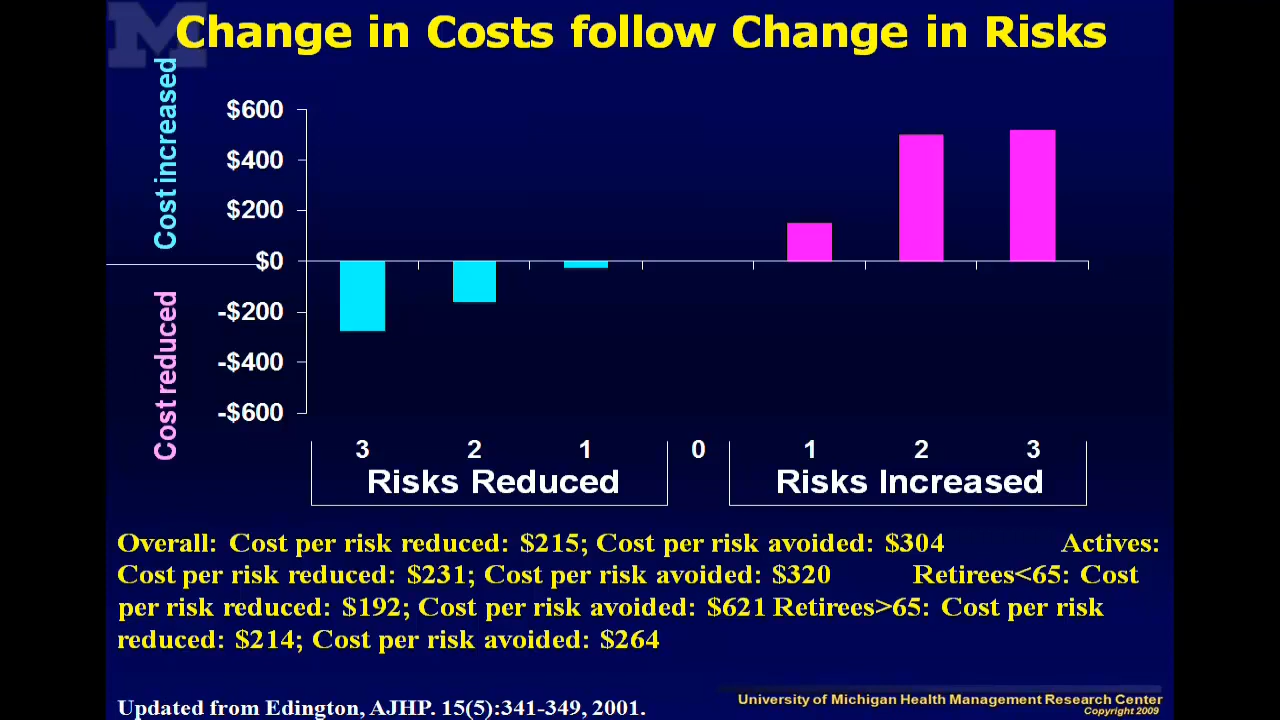 M
Change in Costs follow Change in Risks
Cost increased
Cost reduced
$600
$400
$200
$0
-$200
-$400
-$600
3 2 1 0 1 2 3
Risks Reduced Risks Increased
Overall: Cost per risk reduced: $215; Cost per risk avoided: $304 Actives:
Cost per risk reduced: $231; Cost per risk avoided: $320 Retirees<65: Cost
per risk reduced: $192; Cost per risk avoided: $621 Retirees>65: Cost per risk
reduced: $214; Cost per risk avoided: $264
Updated from Edington, AJHP. 15(5):341-349, 2001.
University of Michigan Health Management Research Center
Copyright 2009